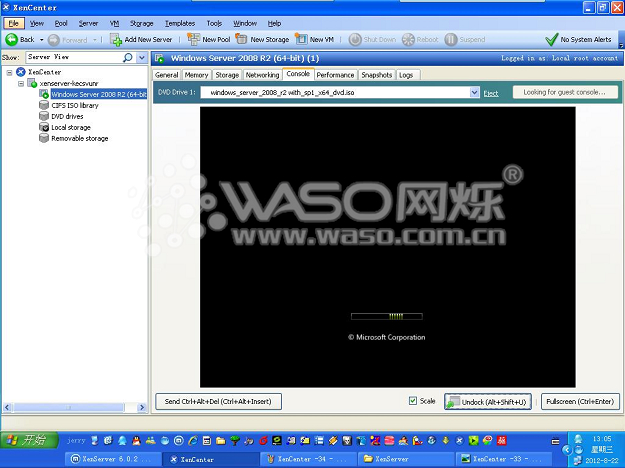 XenCenter
File View Pool Server VM Storage Templates Tools Window Help
Back Forward Add New Server New Pool New Storage New VM Shut Down Reboot Suspend No System Alerts
Show: Server View
XenCenter
xenserver-kecsvunr
Windows Server 2008 R2 (64-bit
CIFS ISO library
DVD drives
Local storage
Removable storage
Windows Server 2008 R2 (64-bit) (1) Logged in as: Local root account
General Memory Storage Networking Console Performance Snapshots Logs
DVD Drive 1: windows_server_2008_r2 with_sp1_x64_dvd.iso Eject Looking for guest console...
WASO网烁®
www.waso.com.cn
© Microsoft Corporation
Send Ctrl+Alt+Del (Ctrl+Alt+Insert) Scale Undock (Alt+Shift+U) Fullscreen (Ctrl+Enter)
开始 jerry 13:05
星期三
XenServer 6.0.2 ... XenCenter XenCenter -34 - ... XenServer XenCenter -33 - ... 2012-8-22